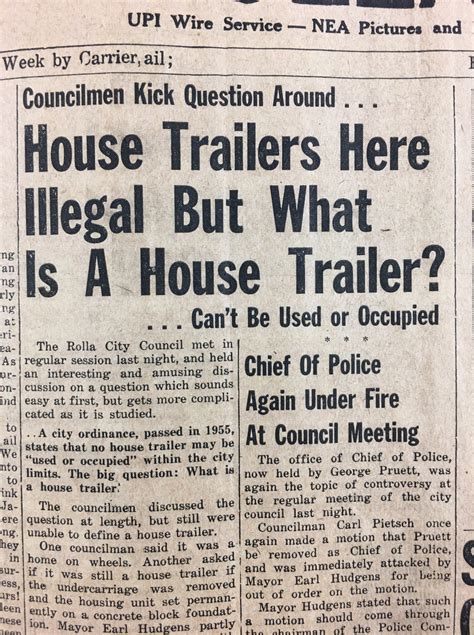 UPI Wire Service — NEA Pictures and
Week by Carrier, ail;
Councilmen Kick Question Around . . .
House Trailers Here
Illegal But What
Is A House Trailer?
. . . Can't Be Used or Occupied
The Rolla City Council met in
regular session last night, and held
an interesting and amusing dis-
cussion on a question which sounds
easy at first, but gets more compli-
cated as it is studied.
..A city ordinance, passed in 1955,
states that no house trailer may be
"used or occupied" within the city
limits. The big question: What is
a house trailer?
The councilmen discussed the
question at length, but still were
unable to define a house trailer.
One councilman said it was a
home on wheels. Another asked
if it was still a house trailer if
the undercarriage was removed
and the housing unit set perman-
ently on a concrete block founda-
tion. Mayor Earl Hudgens partly
* * *
Chief Of Police
Again Under Fire
At Council Meeting
The office of Chief of Police,
now held by George Pruett, was
again the topic of controversy at
the regular meeting of the city
council last night.
Councilman Carl Pietsch once
again made a motion that Pruett
be removed as Chief of Police,
and was immediately attacked by
Mayor Earl Hudgens for being
out of order on the motion.
Mayor Hudgens stated that such
a motion should come through
the chairman of the Police Com-